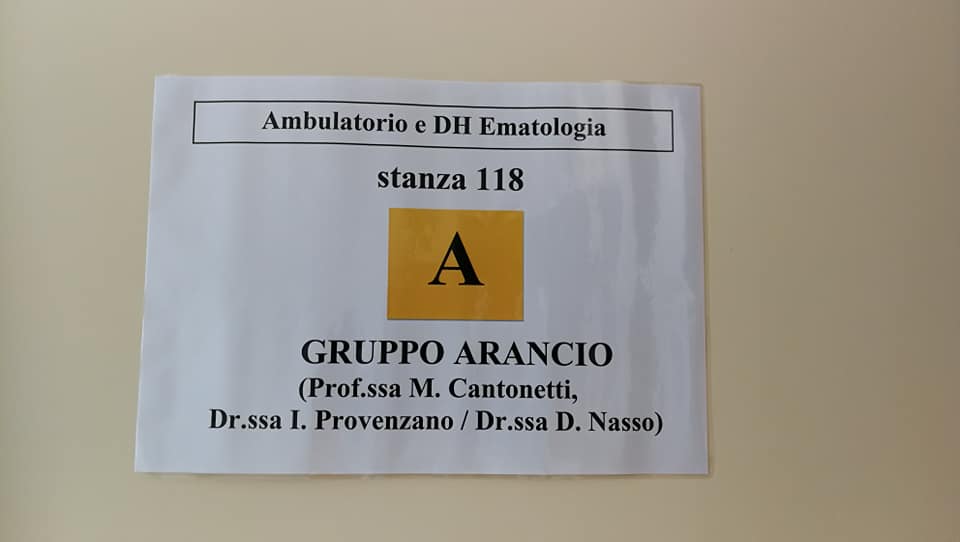 Ambulatorio e DH Ematologia
stanza 118
A
GRUPPO ARANCIO
(Prof.ssa M. Cantonetti,
Dr.ssa I. Provenzano / Dr.ssa D. Nasso)